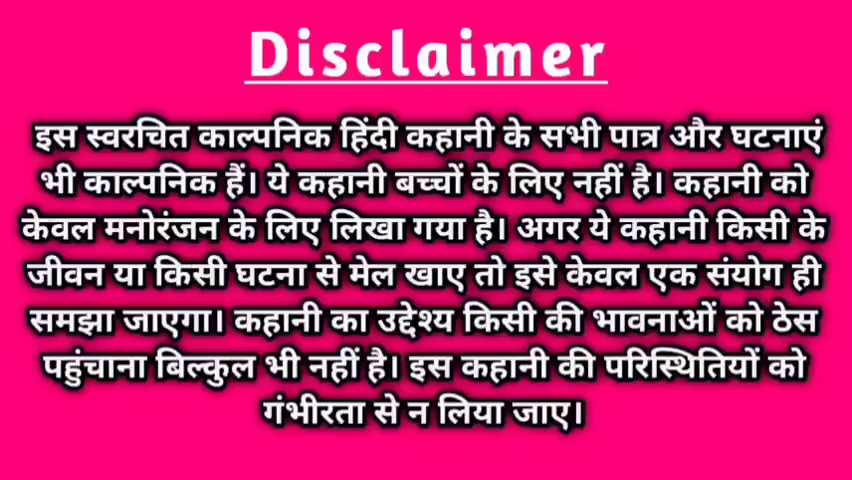 Disclaimer
इस स्वरचित काल्पनिक हिंदी कहानी के सभी पात्र और घटनाएं
भी काल्पनिक हैं। ये कहानी बच्चों के लिए नहीं है। कहानी को
केवल मनोरंजन के लिए लिखा गया है। अगर ये कहानी किसी के
जीवन या किसी घटना से मेल खाए तो इसे केवल एक संयोग ही
समझा जाएगा। कहानी का उद्देश्य किसी की भावनाओं को ठेस
पहुंचाना बिल्कुल भी नहीं है। इस कहानी की परिस्थितियों को
गंभीरता से न लिया जाए।